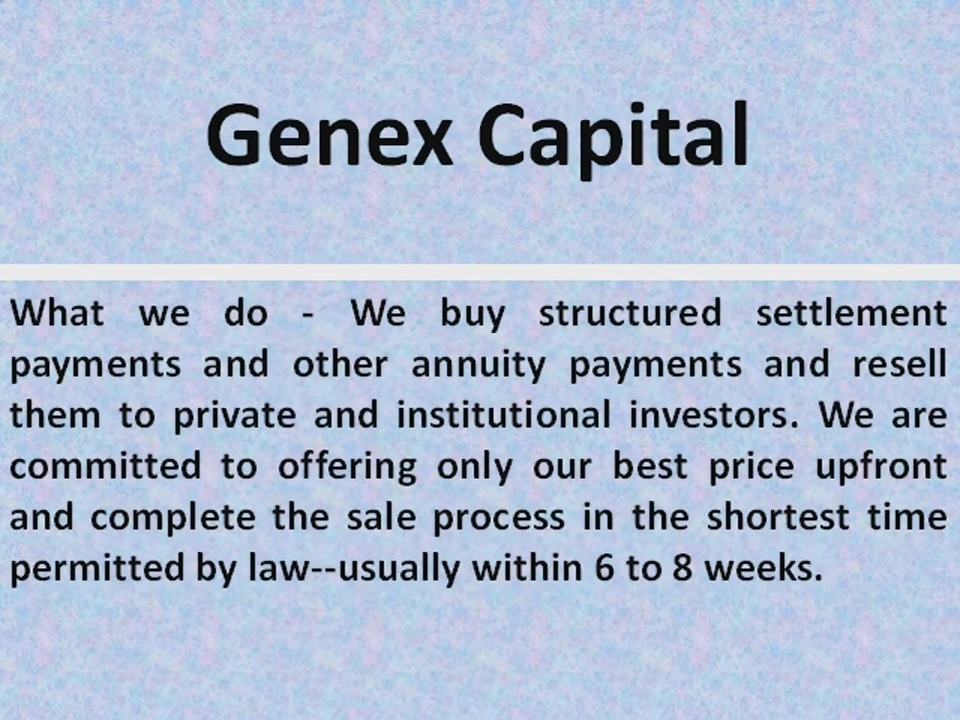 Genex Capital
What we do - We buy structured settlement
payments and other annuity payments and resell
them to private and institutional investors. We are
committed to offering only our best price upfront
and complete the sale process in the shortest time
permitted by law--usually within 6 to 8 weeks.